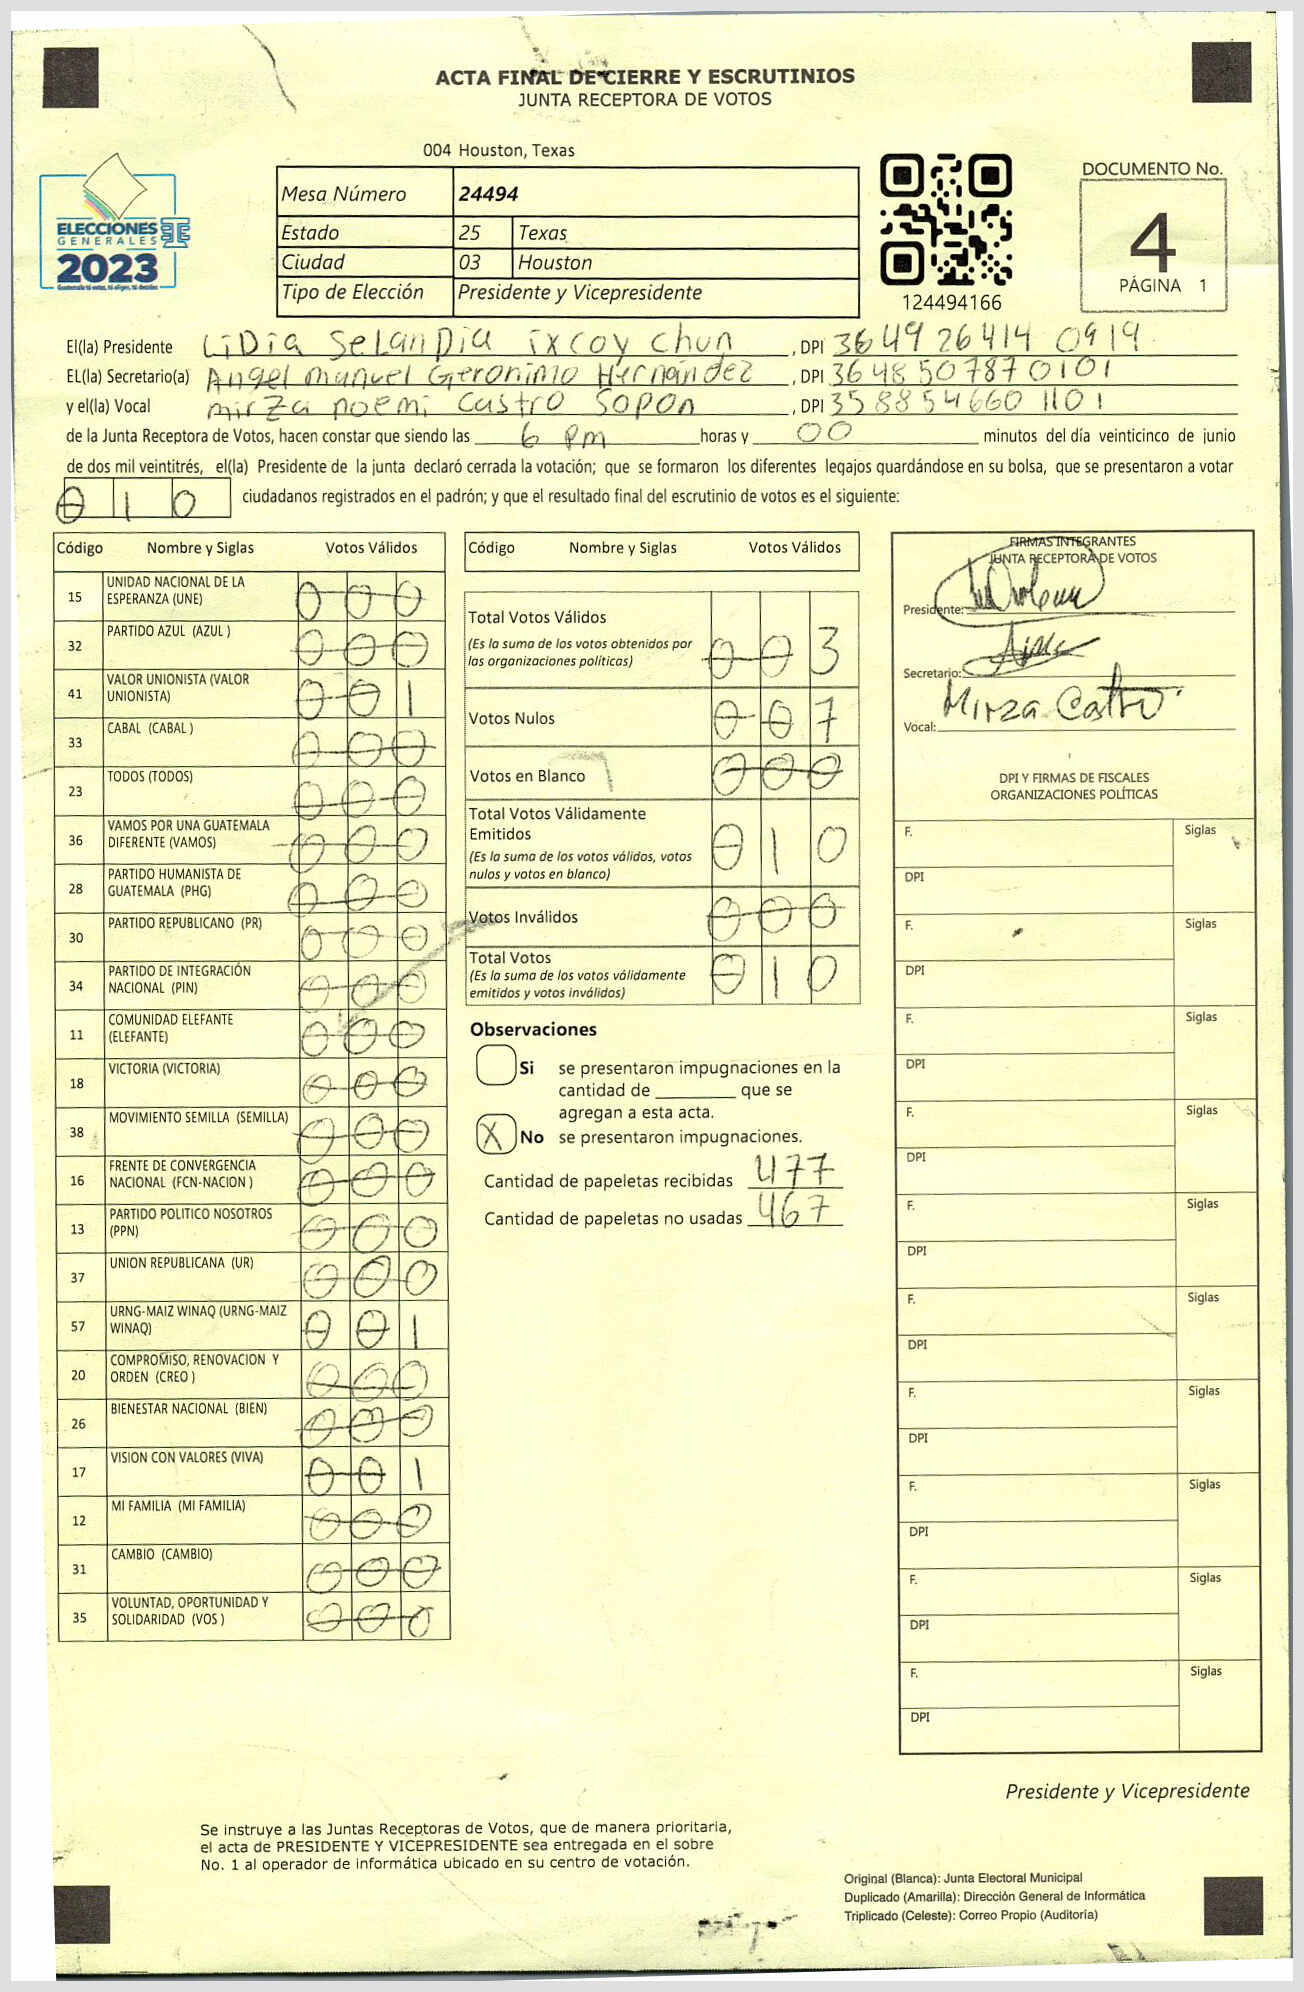 ACTA FINAL DE CIERRE Y ESCRUTINIOS
JUNTA RECEPTORA DE VOTOS
004 Houston, Texas
ELECCIONES
GENERALES
2023
Guatemala tú votas, tú eliges, tú decides
Mesa Número 24494
Estado 25 Texas
Ciudad 03 Houston
Tipo de Elección Presidente y Vicepresidente
124494166
DOCUMENTO No.
4
PÁGINA 1
El(la) Presidente LiDia SeLanDia ixcoy chun , DPI 3649 26414 0919
EL(la) Secretario(a) Angel manuel Geronimo Hernández , DPI 3648507870101
y el(la) Vocal mirza noemi Castro Sopon , DPI 358854660 1101
de la Junta Receptora de Votos, hacen constar que siendo las 6 pm horas y 00 minutos del día veinticinco de junio
de dos mil veintitrés, el(la) Presidente de la junta declaró cerrada la votación; que se formaron los diferentes legajos guardándose en su bolsa, que se presentaron a votar
0 1 0 ciudadanos registrados en el padrón; y que el resultado final del escrutinio de votos es el siguiente:
Código Nombre y Siglas Votos Válidos
15 UNIDAD NACIONAL DE LA
ESPERANZA (UNE) 0 0 0
32 PARTIDO AZUL (AZUL ) 0 0 0
41 VALOR UNIONISTA (VALOR
UNIONISTA) 0 0 1
33 CABAL (CABAL ) 0 0 0
23 TODOS (TODOS) 0 0 0
36 VAMOS POR UNA GUATEMALA
DIFERENTE (VAMOS) 0 0 0
28 PARTIDO HUMANISTA DE
GUATEMALA (PHG) 0 0 0
30 PARTIDO REPUBLICANO (PR) 0 0 0
34 PARTIDO DE INTEGRACIÓN
NACIONAL (PIN) 0 0 0
11 COMUNIDAD ELEFANTE
(ELEFANTE) 0 0 0
18 VICTORIA (VICTORIA) 0 0 0
38 MOVIMIENTO SEMILLA (SEMILLA) 0 0 0
16 FRENTE DE CONVERGENCIA
NACIONAL (FCN-NACION ) 0 0 0
13 PARTIDO POLITICO NOSOTROS
(PPN) 0 0 0
37 UNION REPUBLICANA (UR) 0 0 0
57 URNG-MAIZ WINAQ (URNG-MAIZ
WINAQ) 0 0 1
20 COMPROMISO, RENOVACION Y
ORDEN (CREO ) 0 0 0
26 BIENESTAR NACIONAL (BIEN) 0 0 0
17 VISION CON VALORES (VIVA) 0 0 1
12 MI FAMILIA (MI FAMILIA) 0 0 0
31 CAMBIO (CAMBIO) 0 0 0
35 VOLUNTAD, OPORTUNIDAD Y
SOLIDARIDAD (VOS ) 0 0 0
Código Nombre y Siglas Votos Válidos
Total Votos Válidos
(Es la suma de los votos obtenidos por
las organizaciones políticas) 0 0 3
Votos Nulos 0 0 7
Votos en Blanco 0 0 0
Total Votos Válidamente
Emitidos
(Es la suma de los votos válidos, votos
nulos y votos en blanco) 0 1 0
Votos Inválidos 0 0 0
Total Votos
(Es la suma de los votos válidamente
emitidos y votos inválidos) 0 1 0
Observaciones
Si se presentaron impugnaciones en la
cantidad de ________ que se
agregan a esta acta.
X No se presentaron impugnaciones.
Cantidad de papeletas recibidas 477
Cantidad de papeletas no usadas 467
FIRMAS INTEGRANTES
JUNTA RECEPTORA DE VOTOS
Presidente:
Secretario:
Vocal: Mirza Castro
DPI Y FIRMAS DE FISCALES
ORGANIZACIONES POLÍTICAS
F. Siglas
DPI
F. Siglas
DPI
F. Siglas
DPI
F. Siglas
DPI
F. Siglas
DPI
F. Siglas
DPI
F. Siglas
DPI
F. Siglas
DPI
F. Siglas
DPI
F. Siglas
DPI
Presidente y Vicepresidente
Se instruye a las Juntas Receptoras de Votos, que de manera prioritaria,
el acta de PRESIDENTE Y VICEPRESIDENTE sea entregada en el sobre
No. 1 al operador de informática ubicado en su centro de votación.
Original (Blanca): Junta Electoral Municipal
Duplicado (Amarilla): Dirección General de Informática
Triplicado (Celeste): Correo Propio (Auditoría)